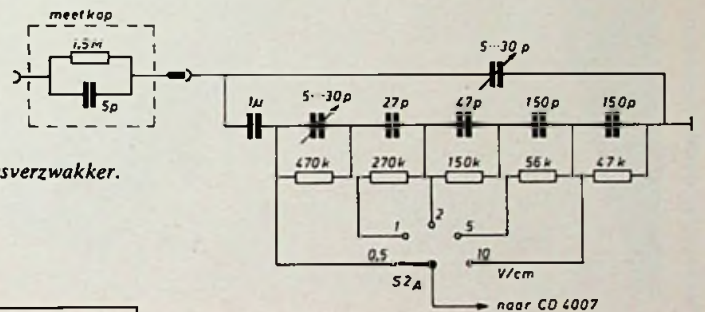 meetkop
1,5M
5p
5...30p
1µ
5...30p
27p
47p
150p
150p
470k
270k
150k
56k
47k
sverzwakker.
1
2
5
0,5
10
V/cm
S2A
naar CD 4007